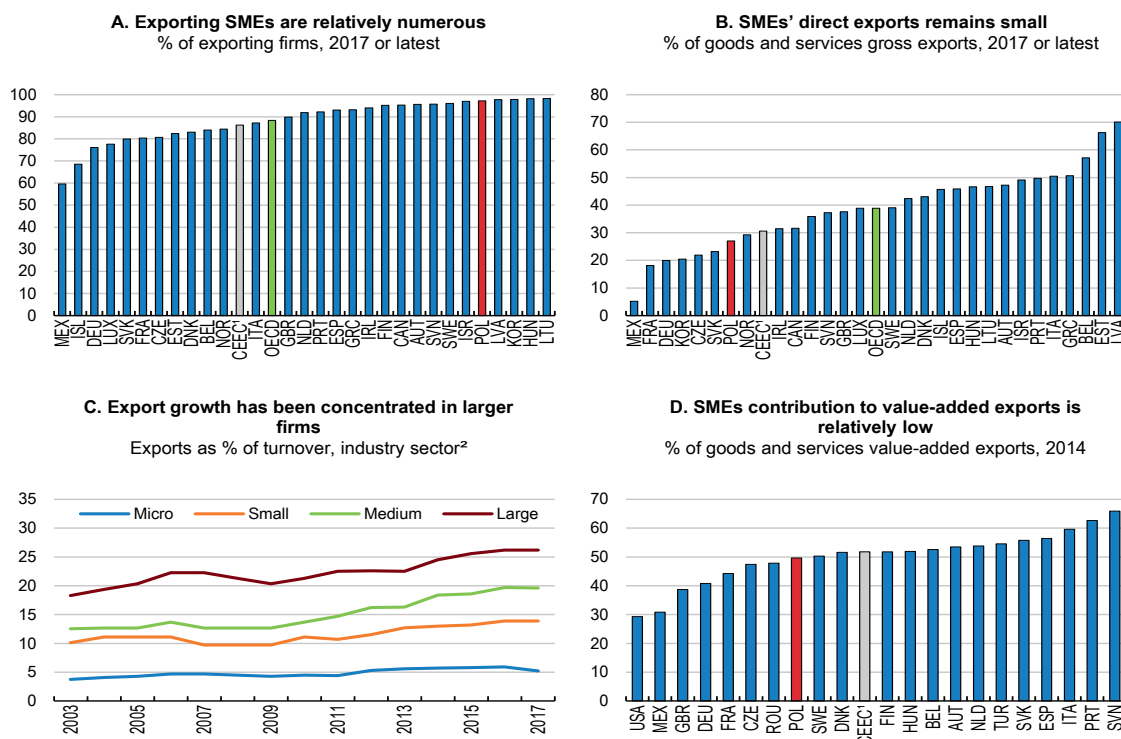 A. Exporting SMEs are relatively numerous
% of exporting firms, 2017 or latest
100
90
80
70
60
50
40
30
20
10
0
MEX
ISL
DEU
LUX
SVK
FRA
CZE
EST
DNK
BEL
NOR
CEEC¹
ITA
OECD
GBR
NLD
PRT
ESP
GRC
IRL
FIN
CAN
AUT
SVN
SWE
ISR
POL
LVA
KOR
HUN
LTU
B. SMEs' direct exports remains small
% of goods and services gross exports, 2017 or latest
80
70
60
50
40
30
20
10
0
MEX
FRA
DEU
KOR
CZE
SVK
POL
NOR
CEEC¹
IRL
CAN
FIN
SVN
GBR
LUX
OECD
SWE
NLD
DNK
ISL
ESP
HUN
LTU
AUT
ISR
PRT
ITA
GRC
BEL
EST
LVA
C. Export growth has been concentrated in larger
firms
Exports as % of turnover, industry sector²
35
30
25
20
15
10
5
0
Micro
Small
Medium
Large
2003
2005
2007
2009
2011
2013
2015
2017
D. SMEs contribution to value-added exports is
relatively low
% of goods and services value-added exports, 2014
70
60
50
40
30
20
10
0
USA
MEX
GBR
DEU
FRA
CZE
ROU
POL
SWE
DNK
CEEC¹
FIN
HUN
BEL
AUT
NLD
TUR
SVK
ESP
ITA
PRT
SVN